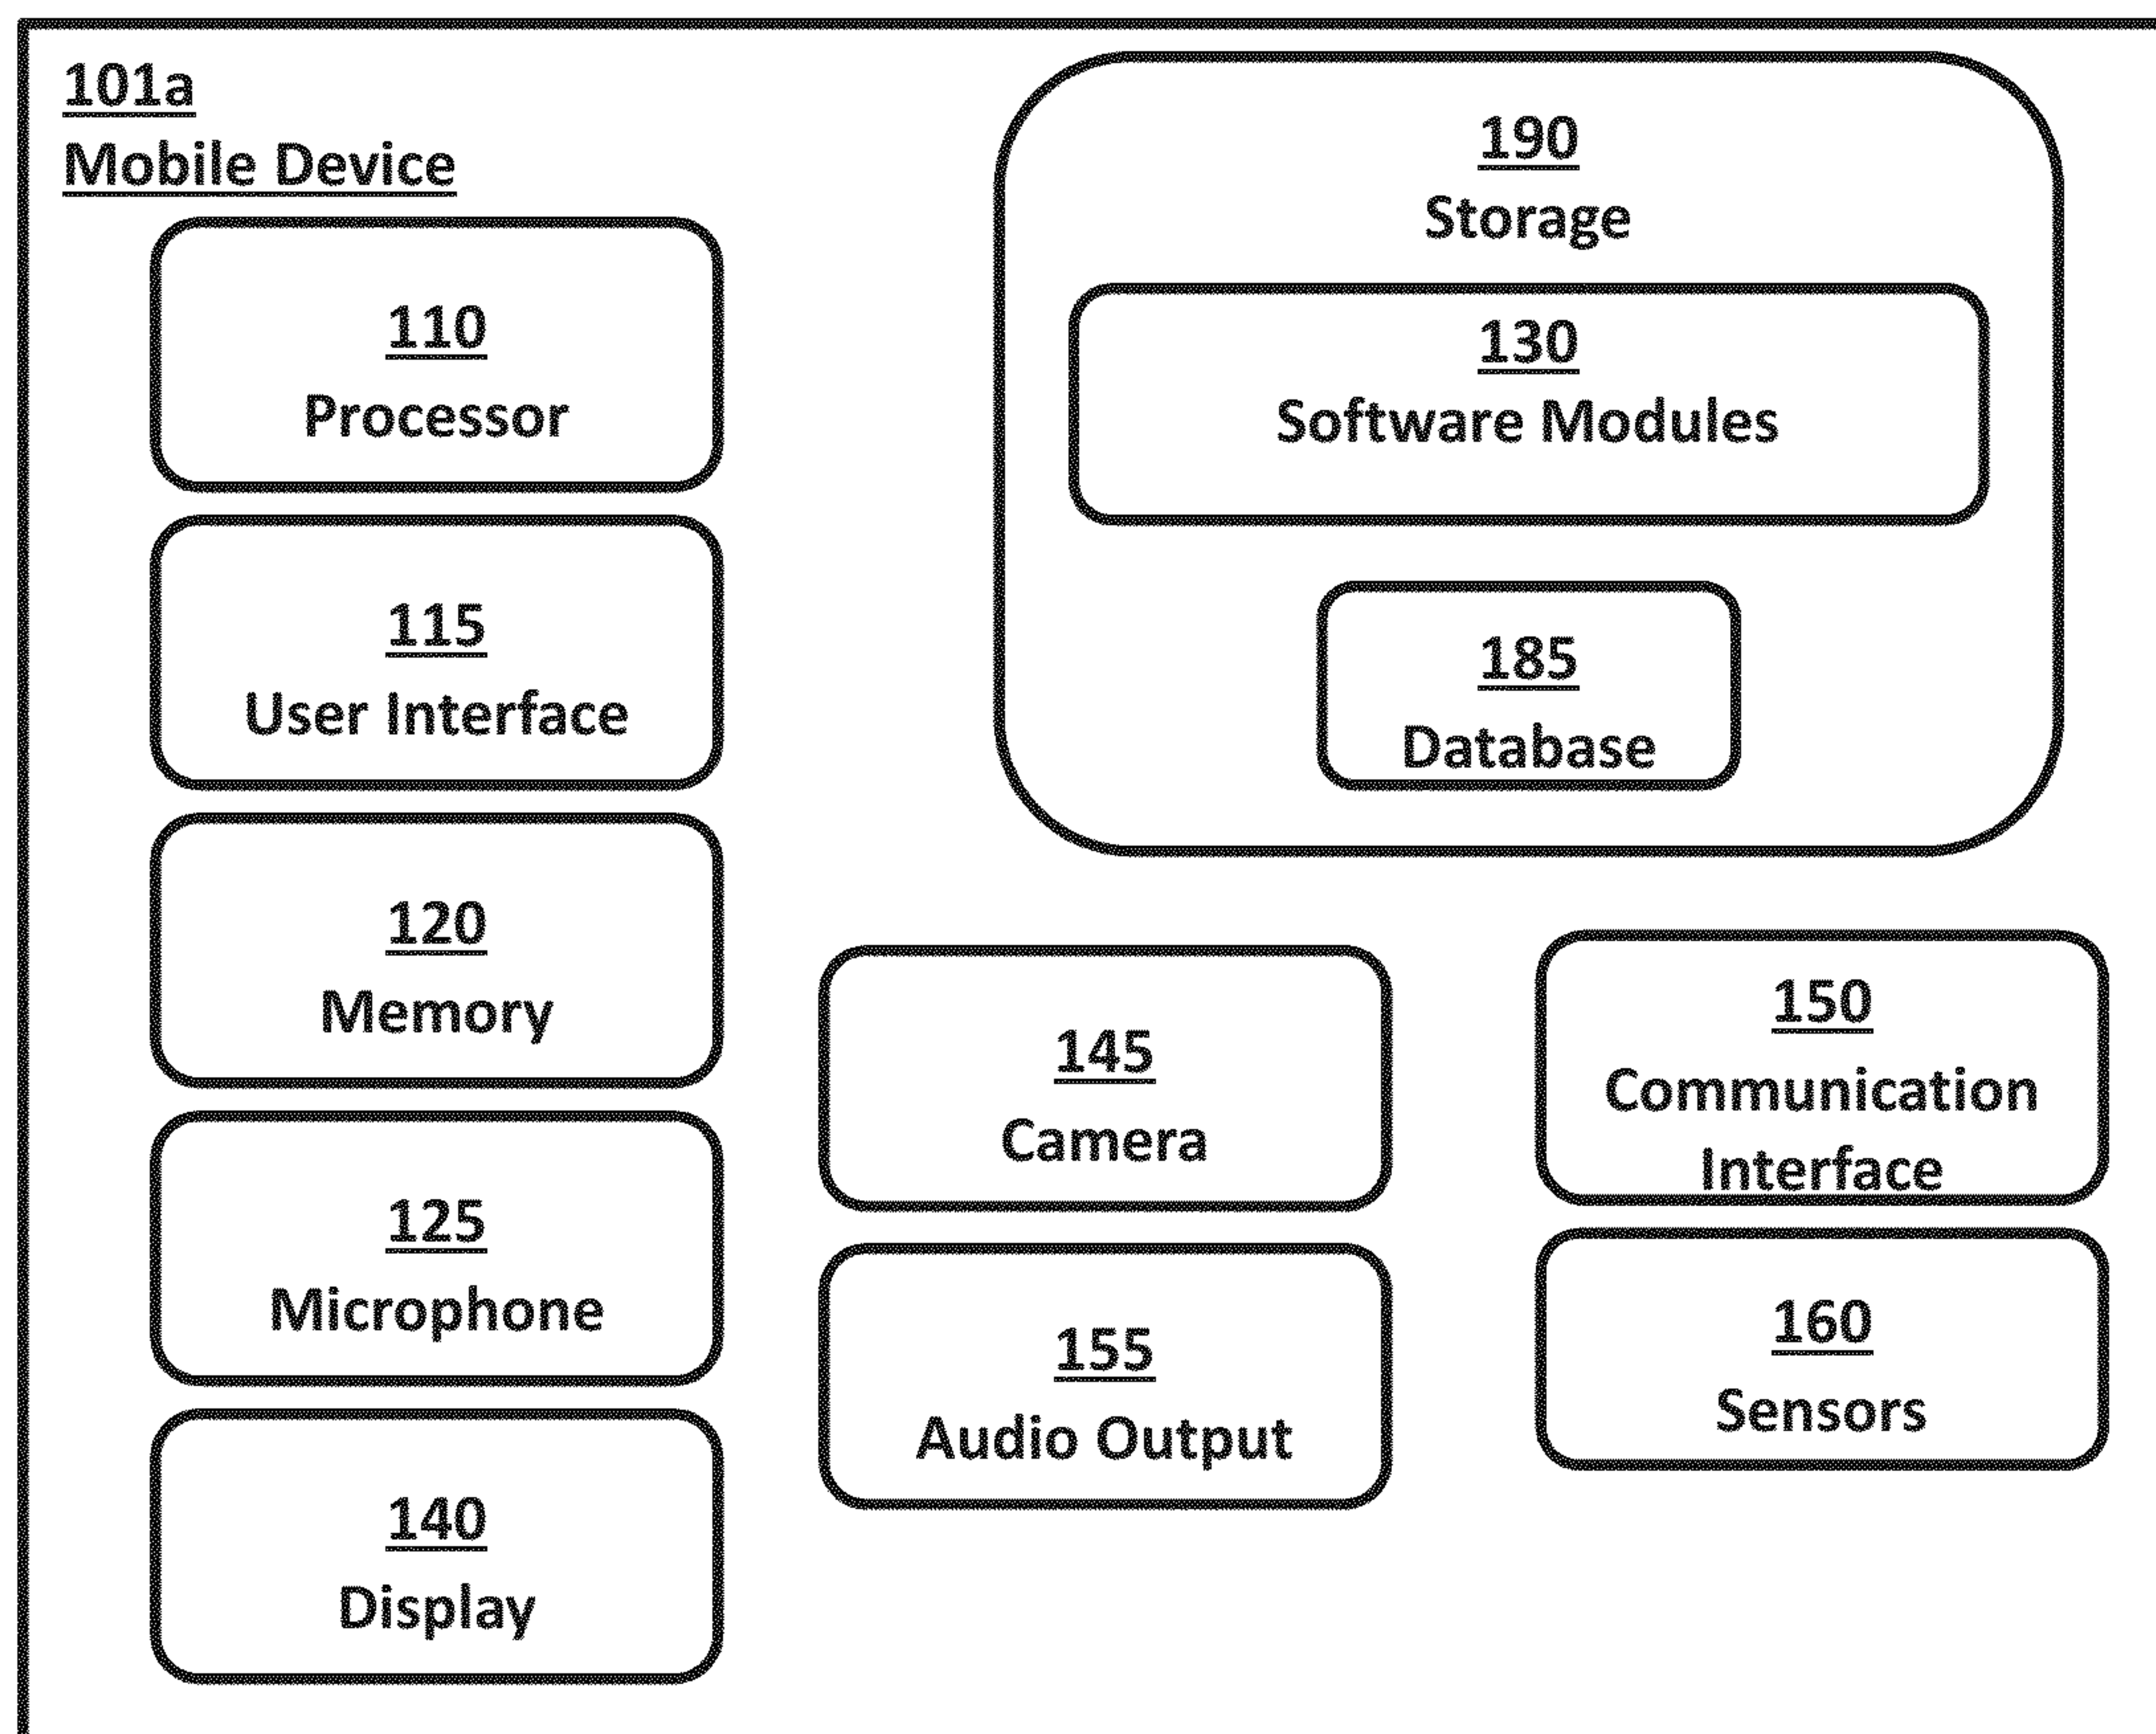 101a
Mobile Device
110
Processor
115
User Interface
120
Memory
125
Microphone
140
Display
190
Storage
130
Software Modules
185
Database
145
Camera
155
Audio Output
150
Communication
Interface
160
Sensors